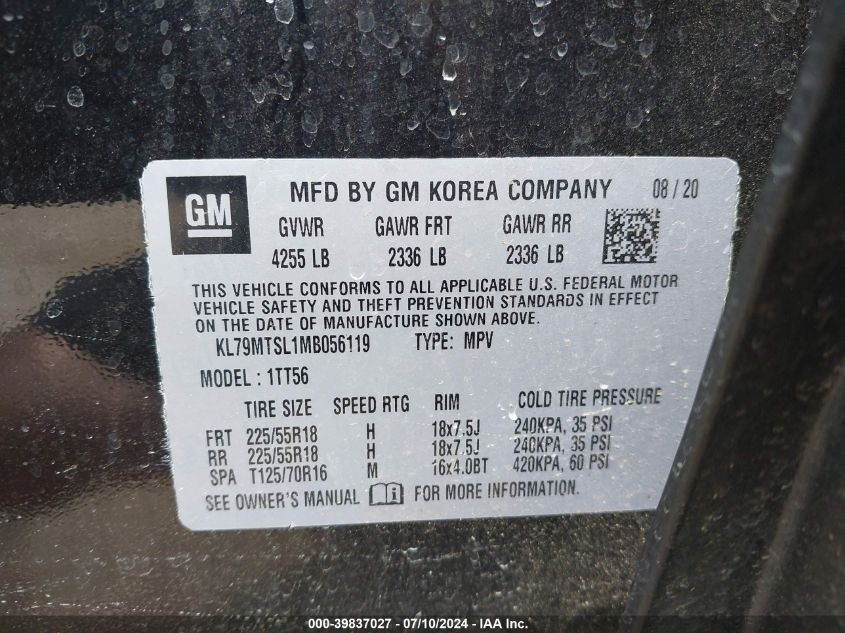 GM
MFD BY GM KOREA COMPANY 08 / 20
GVWR GAWR FRT GAWR RR
4255 LB 2336 LB 2336 LB
THIS VEHICLE CONFORMS TO ALL APPLICABLE U.S. FEDERAL MOTOR
VEHICLE SAFETY AND THEFT PREVENTION STANDARDS IN EFFECT
ON THE DATE OF MANUFACTURE SHOWN ABOVE.
KL79MTSL1MB056119 TYPE: MPV
MODEL : 1TT56
TIRE SIZE SPEED RTG RIM COLD TIRE PRESSURE
FRT 225/55R18 H 18x7.5J 240KPA, 35 PSI
RR 225/55R18 H 18x7.5J 240KPA, 35 PSI
SPA T125/70R16 M 16x4.0BT 420KPA, 60 PSI
SEE OWNER'S MANUAL FOR MORE INFORMATION.
000-39837027 - 07/10/2024 - IAA Inc.